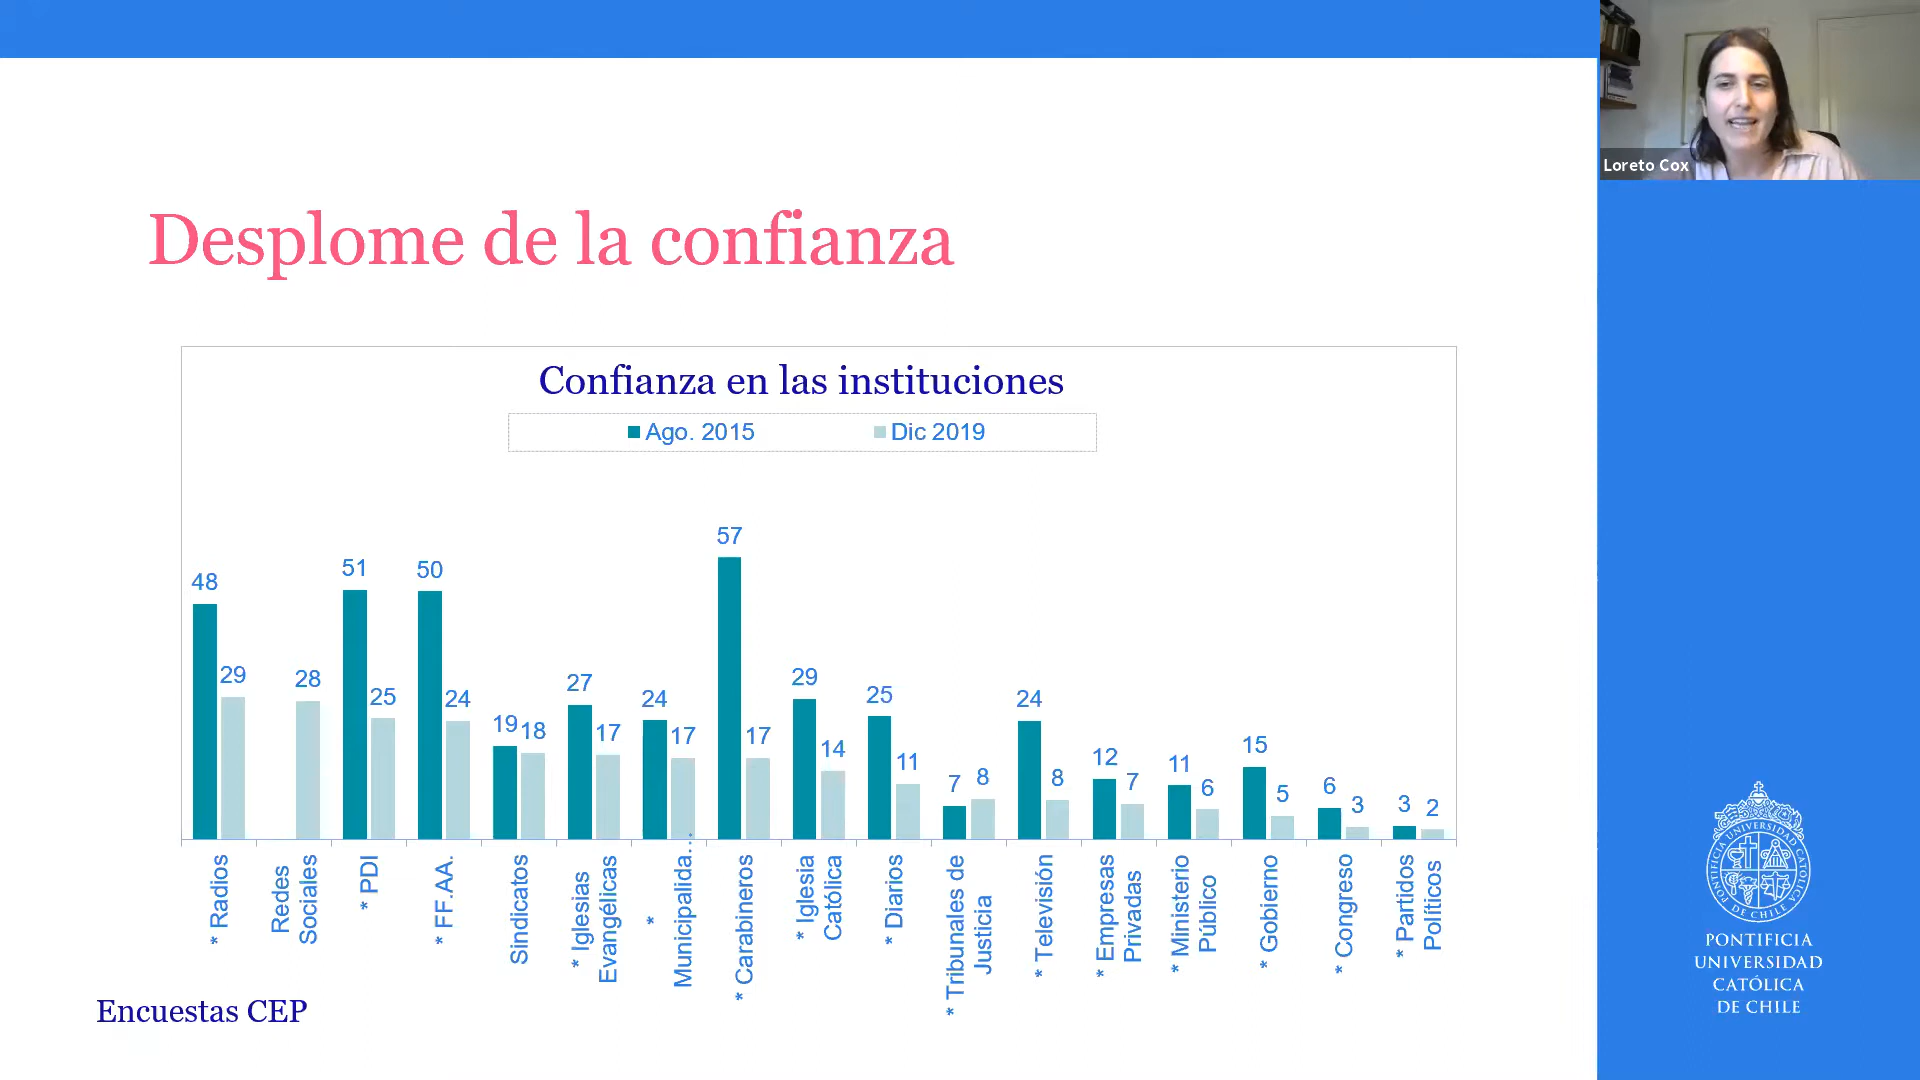 Loreto Cox
Desplome de la confianza
Confianza en las instituciones
Ago. 2015
Dic 2019
48
29
28
51
25
50
24
19
18
27
17
24
17
57
17
29
14
25
11
7
8
24
8
12
7
11
6
15
5
6
3
3
2
* Radios
Redes
Sociales
* PDI
* FF.AA.
Sindicatos
* Iglesias
Evangélicas
*
Municipalida...
* Carabineros
* Iglesia
Católica
* Diarios
* Tribunales de
Justicia
* Televisión
* Empresas
Privadas
* Ministerio
Público
* Gobierno
* Congreso
* Partidos
Políticos
Encuestas CEP
PONTIFICIA
UNIVERSIDAD
CATÓLICA
DE CHILE